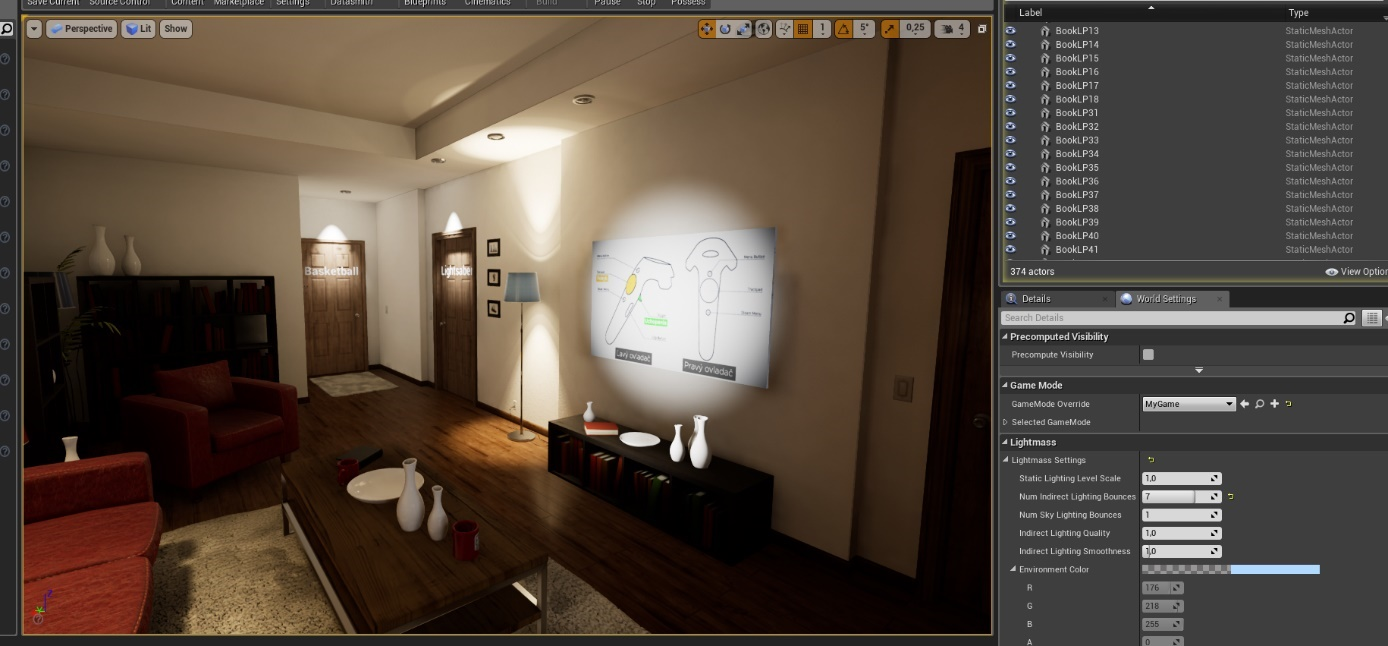 Save Current Source Control Content Marketplace Settings Datasmith Blueprints Cinematics Build Pause Stop Possess
Perspective Lit Show
5° 0,25 4
Basketball
Lightsaber
Pravý ovladač
Label Type
BookLP13 StaticMeshActor
BookLP14 StaticMeshActor
BookLP15 StaticMeshActor
BookLP16 StaticMeshActor
BookLP17 StaticMeshActor
BookLP18 StaticMeshActor
BookLP31 StaticMeshActor
BookLP32 StaticMeshActor
BookLP33 StaticMeshActor
BookLP34 StaticMeshActor
BookLP35 StaticMeshActor
BookLP36 StaticMeshActor
BookLP37 StaticMeshActor
BookLP38 StaticMeshActor
BookLP39 StaticMeshActor
BookLP40 StaticMeshActor
BookLP41 StaticMeshActor
374 actors View Optio
Details World Settings
Search Details
Precomputed Visibility
Precompute Visibility
Game Mode
GameMode Override MyGame
Selected GameMode
Lightmass
Lightmass Settings
Static Lighting Level Scale 1,0
Num Indirect Lighting Bounces 7
Num Sky Lighting Bounces 1
Indirect Lighting Quality 1,0
Indirect Lighting Smoothness 1,0
Environment Color
R 176
G 218
B 255
A 0